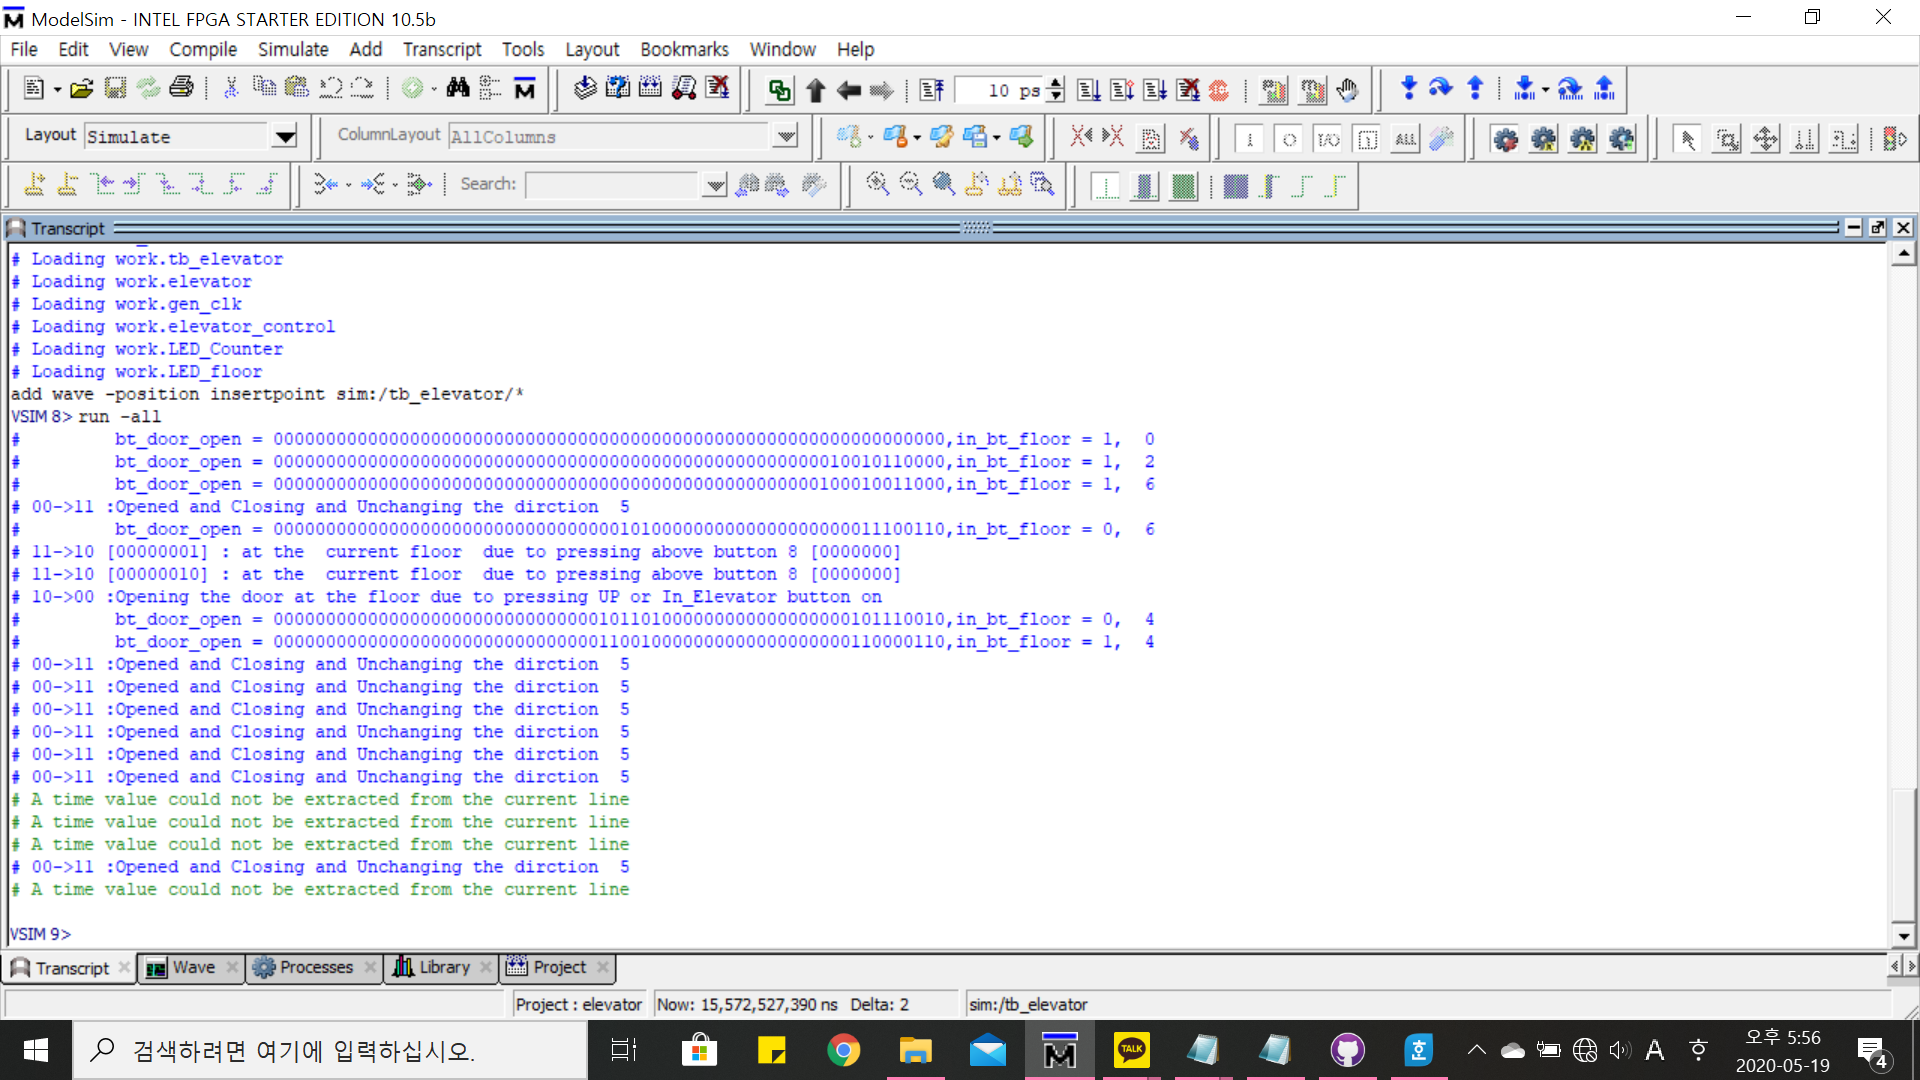 ModelSim - INTEL FPGA STARTER EDITION 10.5b
File Edit View Compile Simulate Add Transcript Tools Layout Bookmarks Window Help
10 ps
Layout Simulate ColumnLayout AllColumns
Search:
Transcript
# Loading work.tb_elevator
# Loading work.elevator
# Loading work.gen_clk
# Loading work.elevator_control
# Loading work.LED_Counter
# Loading work.LED_floor
add wave -position insertpoint sim:/tb_elevator/*
VSIM 8> run -all
# bt_door_open = 0000000000000000000000000000000000000000000000000000000000000000,in_bt_floor = 1, 0
# bt_door_open = 0000000000000000000000000000000000000000000000000000010010110000,in_bt_floor = 1, 2
# bt_door_open = 0000000000000000000000000000000000000000000000000000100010011000,in_bt_floor = 1, 6
# 00->11 :Opened and Closing and Unchanging the dirction 5
# bt_door_open = 0000000000000000000000000000000001010000000000000000000011100110,in_bt_floor = 0, 6
# 11->10 [00000001] : at the current floor due to pressing above button 8 [0000000]
# 11->10 [00000010] : at the current floor due to pressing above button 8 [0000000]
# 10->00 :Opening the door at the floor due to pressing UP or In_Elevator button on
# bt_door_open = 0000000000000000000000000000000101101000000000000000000101110010,in_bt_floor = 0, 4
# bt_door_open = 0000000000000000000000000000001100100000000000000000000110000110,in_bt_floor = 1, 4
# 00->11 :Opened and Closing and Unchanging the dirction 5
# 00->11 :Opened and Closing and Unchanging the dirction 5
# 00->11 :Opened and Closing and Unchanging the dirction 5
# 00->11 :Opened and Closing and Unchanging the dirction 5
# 00->11 :Opened and Closing and Unchanging the dirction 5
# 00->11 :Opened and Closing and Unchanging the dirction 5
# A time value could not be extracted from the current line
# A time value could not be extracted from the current line
# A time value could not be extracted from the current line
# 00->11 :Opened and Closing and Unchanging the dirction 5
# A time value could not be extracted from the current line
VSIM 9>
Transcript Wave Processes Library Project
Project : elevator Now: 15,572,527,390 ns Delta: 2 sim:/tb_elevator
검색하려면 여기에 입력하십시오.
TALK
A
오후 5:56
2020-05-19
4